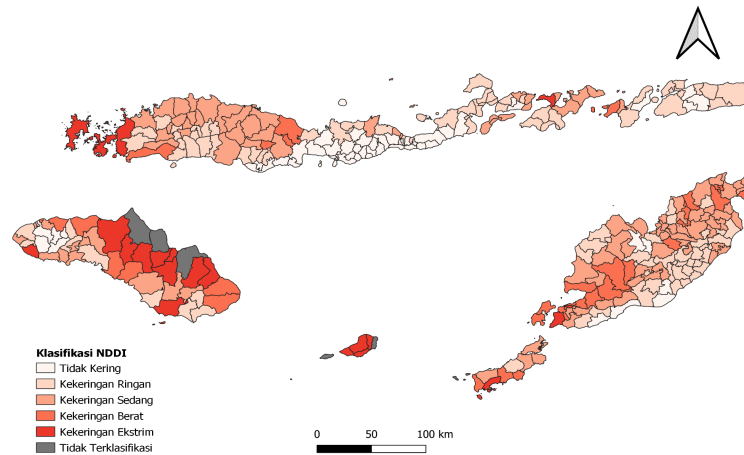 Klasifikasi NDDI
Tidak Kering
Kekeringan Ringan
Kekeringan Sedang
Kekeringan Berat
Kekeringan Ekstrim
Tidak Terklasifikasi
0 50 100 km